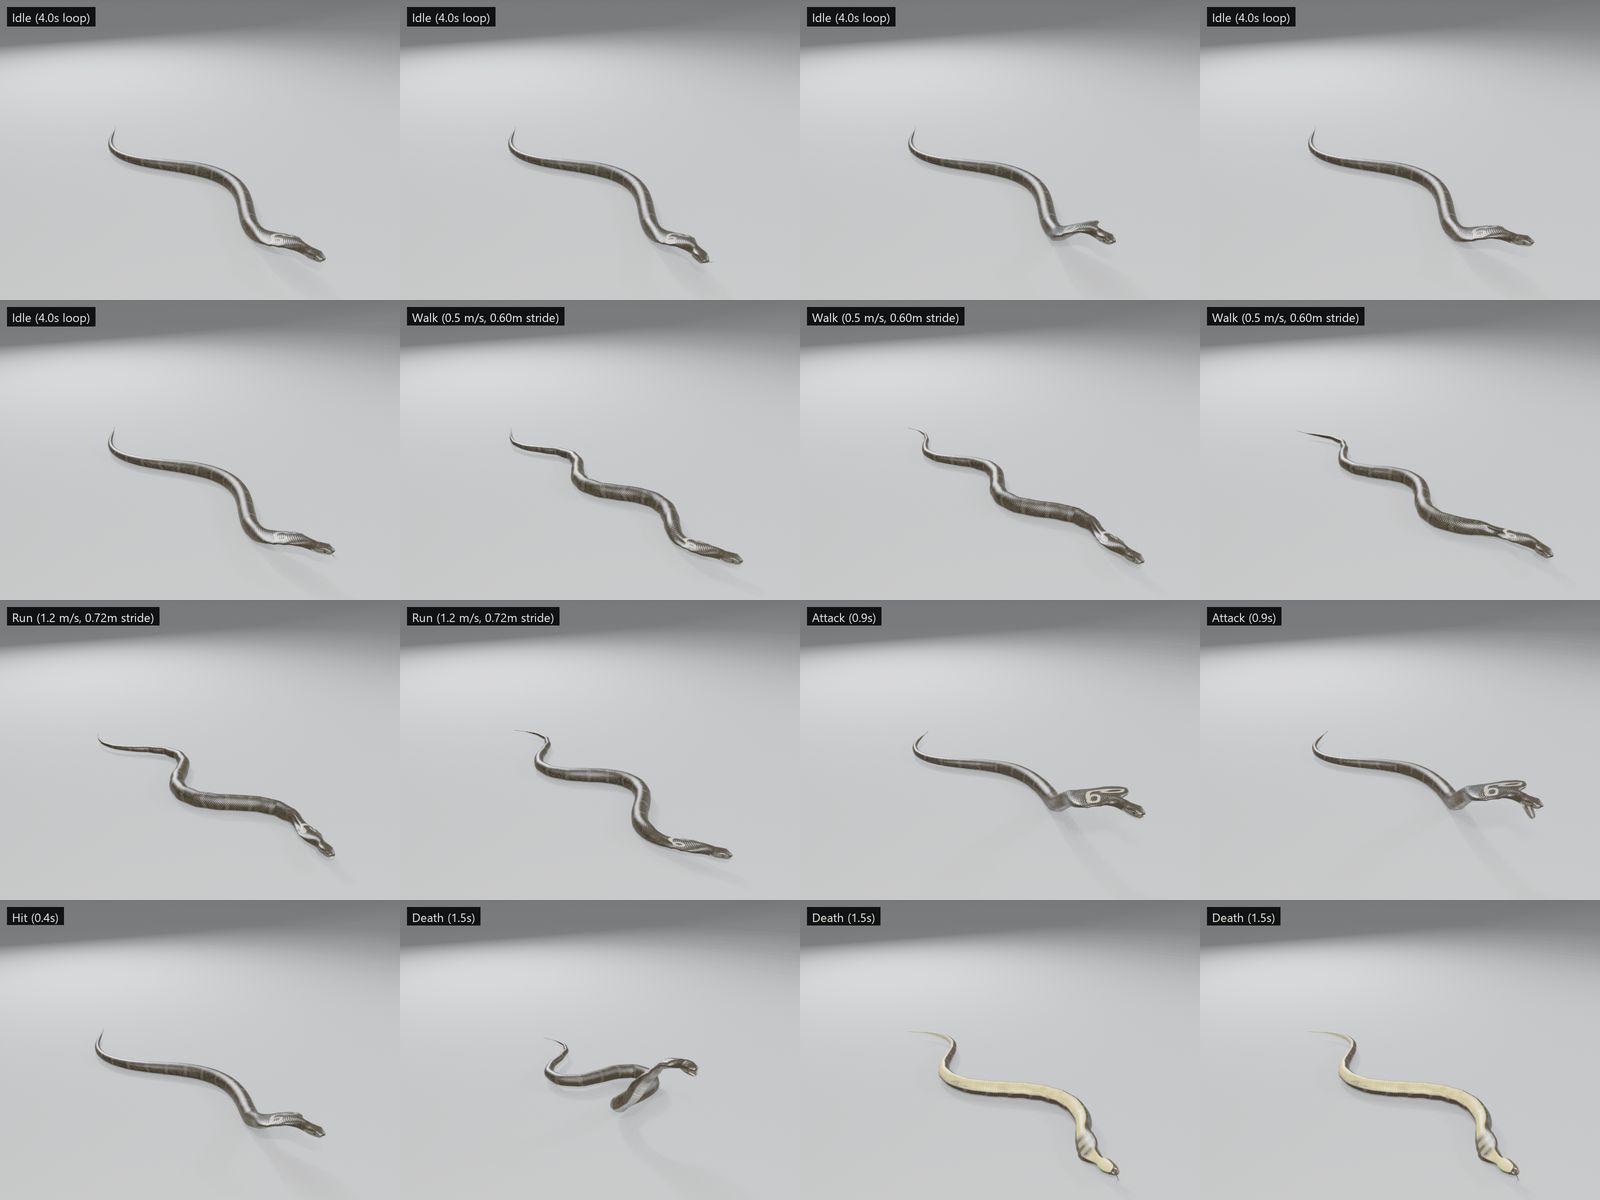 Idle (4.0s loop)
Idle (4.0s loop)
Idle (4.0s loop)
Idle (4.0s loop)
Idle (4.0s loop)
Walk (0.5 m/s, 0.60m stride)
Walk (0.5 m/s, 0.60m stride)
Walk (0.5 m/s, 0.60m stride)
Run (1.2 m/s, 0.72m stride)
Run (1.2 m/s, 0.72m stride)
Attack (0.9s)
Attack (0.9s)
Hit (0.4s)
Death (1.5s)
Death (1.5s)
Death (1.5s)